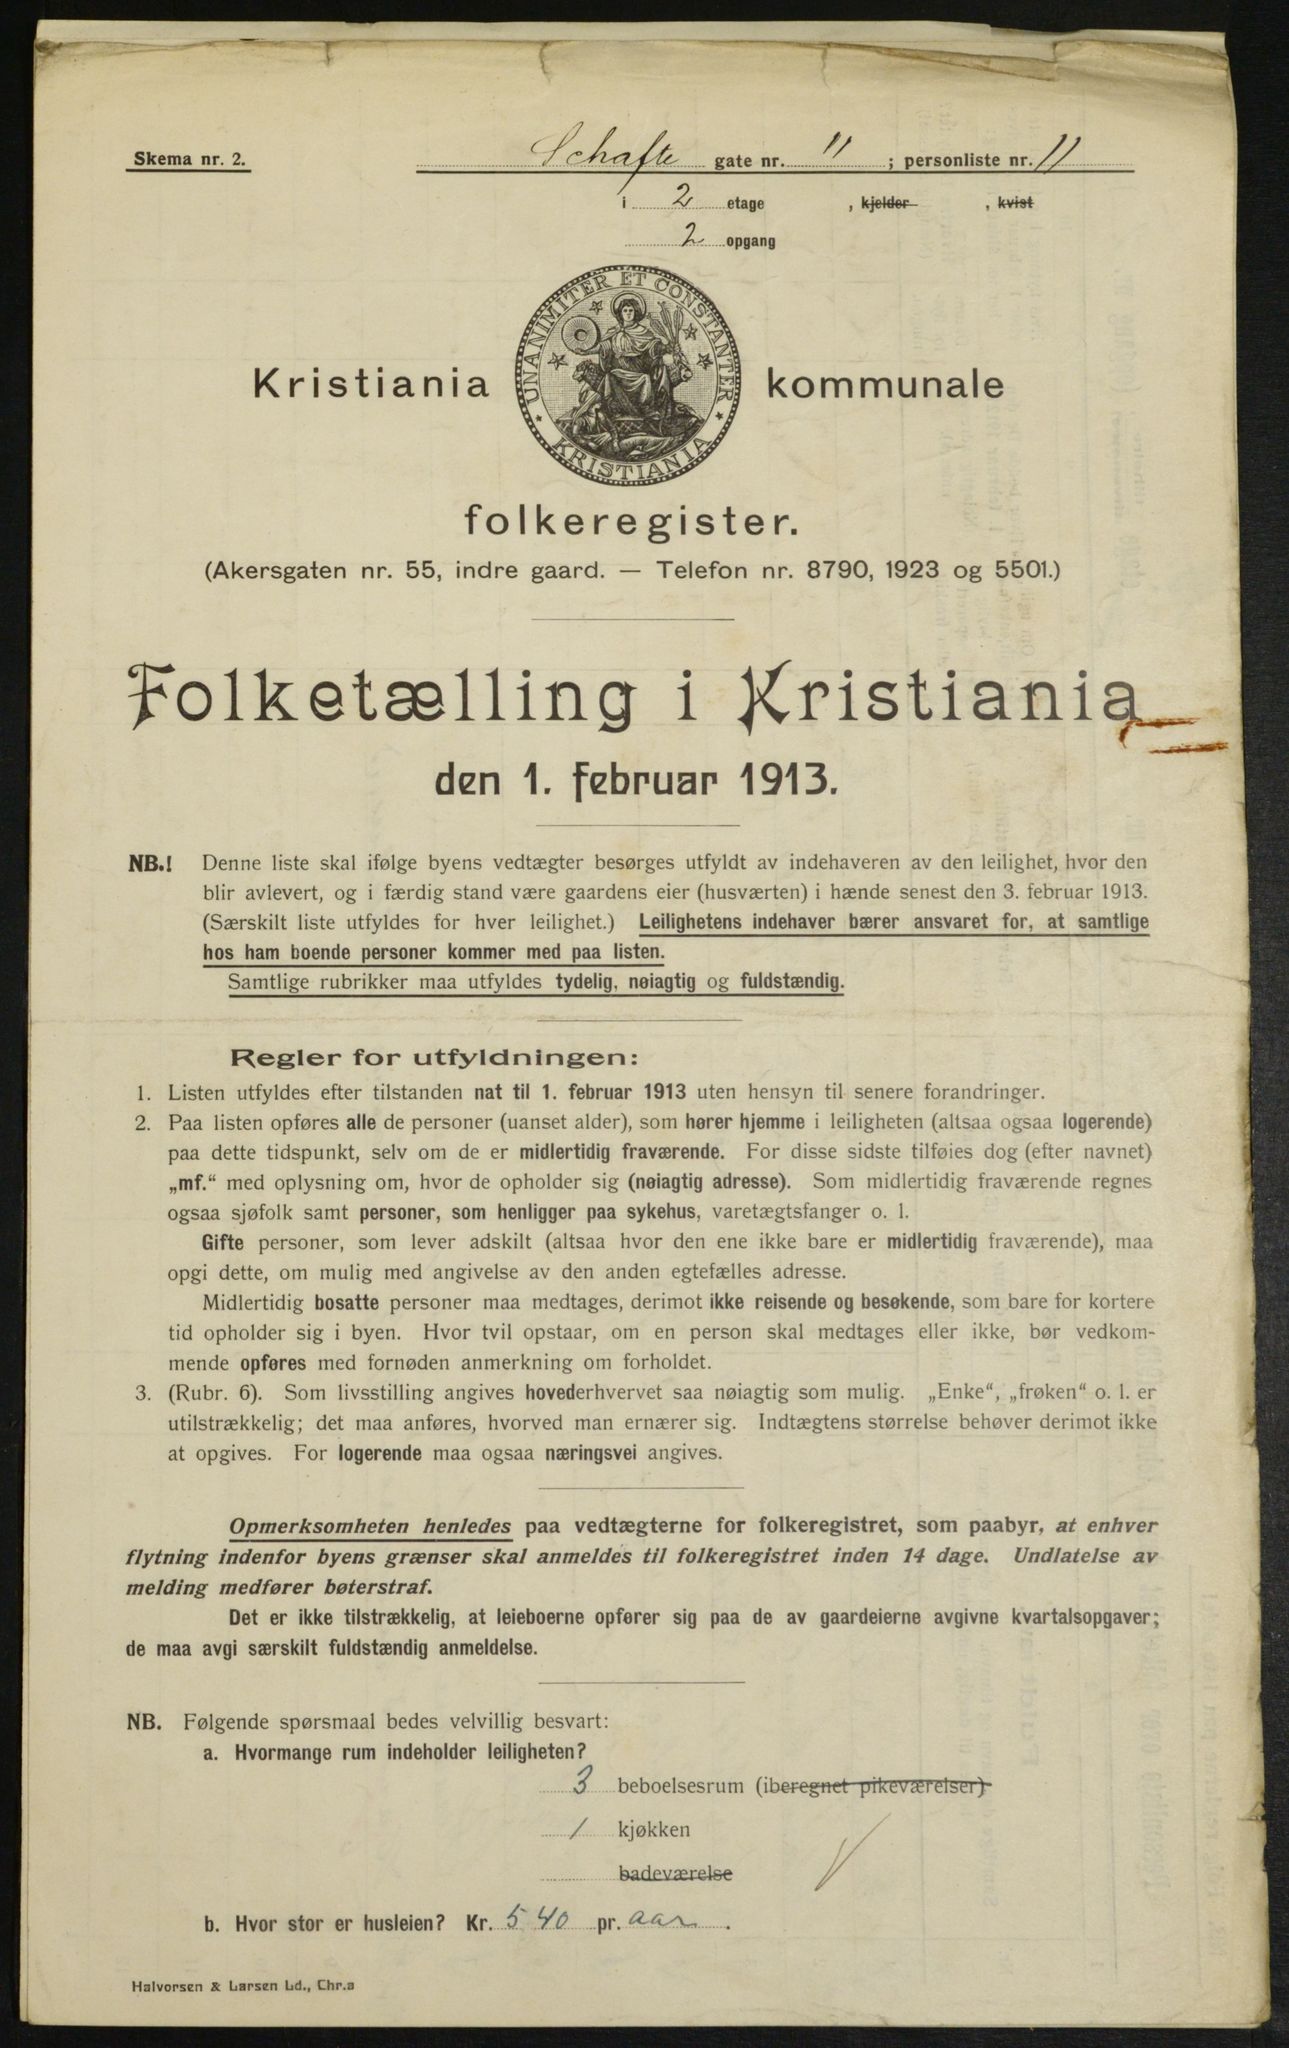 Skema nr. 2.
Schafte gate nr. 11 ; personliste nr. 11
i 2 etage , kjelder , kvist
2 opgang
UNANIMITER ET CONSTANTER
KRISTIANIA
Kristiania kommunale
folkeregister.
(Akersgaten nr. 55, indre gaard. — Telefon nr. 8790, 1923 og 5501.)
Folketælling i Kristiania
den 1. februar 1913.
NB.! Denne liste skal ifølge byens vedtægter besørges utfyldt av indehaveren av den leilighet, hvor den
blir avlevert, og i færdig stand være gaardens eier (husværten) i hænde senest den 3. februar 1913.
(Særskilt liste utfyldes for hver leilighet.) Leilighetens indehaver bærer ansvaret for, at samtlige
hos ham boende personer kommer med paa listen.
Samtlige rubrikker maa utfyldes tydelig, nøiagtig og fuldstændig.
Regler for utfyldningen:
1. Listen utfyldes efter tilstanden nat til 1. februar 1913 uten hensyn til senere forandringer.
2. Paa listen opføres alle de personer (uanset alder), som hører hjemme i leiligheten (altsaa ogsaa logerende)
paa dette tidspunkt, selv om de er midlertidig fraværende. For disse sidste tilføies dog (efter navnet)
„mf.“ med oplysning om, hvor de opholder sig (nøiagtig adresse). Som midlertidig fraværende regnes
ogsaa sjøfolk samt personer, som henligger paa sykehus, varetægtsfanger o. l.
Gifte personer, som lever adskilt (altsaa hvor den ene ikke bare er midlertidig fraværende), maa
opgi dette, om mulig med angivelse av den anden egtefælles adresse.
Midlertidig bosatte personer maa medtages, derimot ikke reisende og besøkende, som bare for kortere
tid opholder sig i byen. Hvor tvil opstaar, om en person skal medtages eller ikke, bør vedkom-
mende opføres med fornøden anmerkning om forholdet.
3. (Rubr. 6). Som livsstilling angives hovederhvervet saa nøiagtig som mulig. „Enke“, „frøken“ o. l. er
utilstrækkelig; det maa anføres, hvorved man ernærer sig. Indtægtens størrelse behøver derimot ikke
at opgives. For logerende maa ogsaa næringsvei angives.
Opmerksomheten henledes paa vedtægterne for folkeregistret, som paabyr, at enhver
flytning indenfor byens grænser skal anmeldes til folkeregistret inden 14 dage. Undlatelse av
melding medfører bøterstraf.
Det er ikke tilstrækkelig, at leieboerne opfører sig paa de av gaardeierne avgivne kvartalsopgaver;
de maa avgi særskilt fuldstændig anmeldelse.
NB. Følgende spørsmaal bedes velvillig besvart:
a. Hvormange rum indeholder leiligheten?
3 beboelsesrum (iberegnet pikeværelser)
1 kjøkken
badeværelse
b. Hvor stor er husleien? Kr. 540 pr. aar.
Halvorsen & Larsen Ld., Chr.a